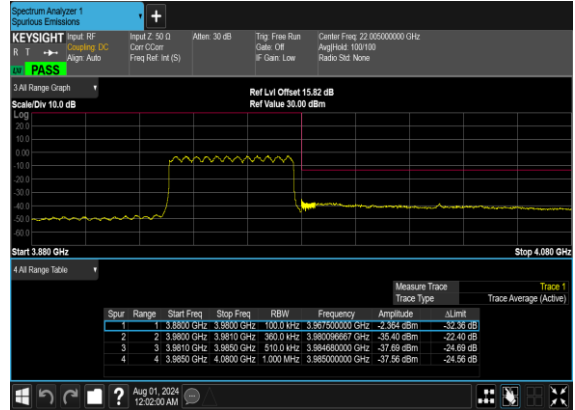 Spectrum Analyzer 1
Spurious Emissions
KEYSIGHT Input: RF Input Z: 50 Ω Atten: 30 dB Trig: Free Run Center Freq: 22.005000000 GHz
R T Coupling: DC Corr CCorr Gate: Off Avg|Hold: 100/100
Align: Auto Freq Ref: Int (S) IF Gain: Low Radio Std: None
LW PASS
3 All Range Graph
Ref Lvl Offset 15.82 dB
Scale/Div 10.0 dB Ref Value 30.00 dBm
Log
20.0
10.0
0.00
-10.0
-20.0
-30.0
-40.0
-50.0
-60.0
Start 3.880 GHz Stop 4.080 GHz
4 All Range Table
Measure Trace Trace 1
Trace Type Trace Average (Active)
Spur Range Start Freq Stop Freq RBW Frequency Amplitude ΔLimit
1 1 3.8800 GHz 3.9800 GHz 100.0 kHz 3.967500000 GHz -2.364 dBm -32.36 dB
2 2 3.9800 GHz 3.9810 GHz 360.0 kHz 3.980096667 GHz -35.40 dBm -22.40 dB
3 3 3.9810 GHz 3.9850 GHz 510.0 kHz 3.984680000 GHz -37.69 dBm -24.69 dB
4 4 3.9850 GHz 4.0800 GHz 1.000 MHz 3.985000000 GHz -37.56 dBm -24.56 dB
?
Aug 01, 2024
12:02:00 AM